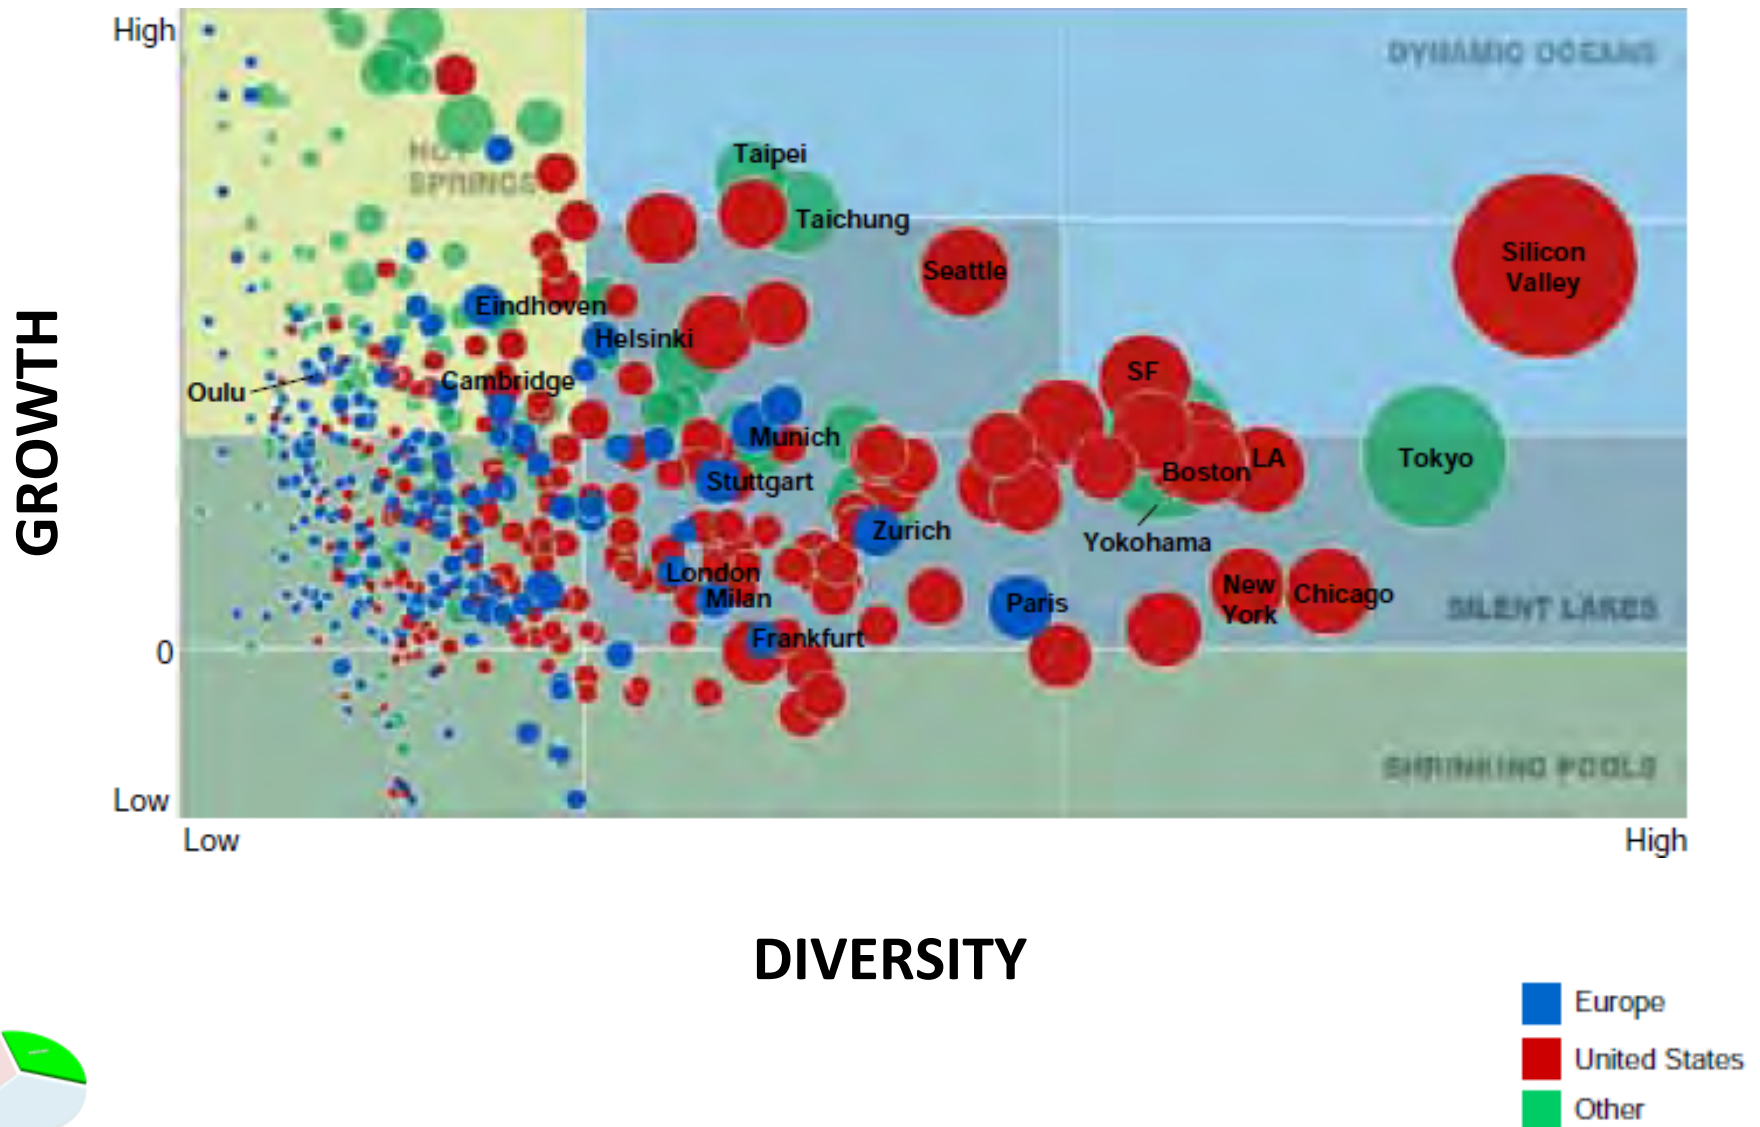 High
DYNAMIC OCEANS
HOT
SPRINGS
Taipei
Taichung
Seattle
Silicon
Valley
Eindhoven
Helsinki
SF
Oulu
Cambridge
Munich
LA
Tokyo
Boston
Stuttgart
Zurich
Yokohama
London
Milan
Paris
New
York
Chicago
SILENT LAKES
Frankfurt
0
SHRINKING POOLS
Low
Low
High
GROWTH
DIVERSITY
Europe
United States
Other